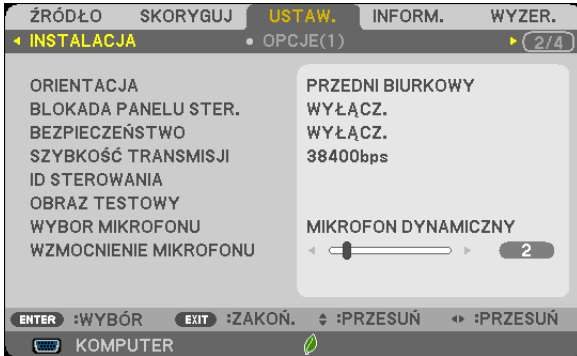 ŹRÓDŁO SKORYGUJ USTAW. INFORM. WYZER.
INSTALACJA • OPCJE(1) 2/4
ORIENTACJA PRZEDNI BIURKOWY
BLOKADA PANELU STER. WYŁĄCZ.
BEZPIECZEŃSTWO WYŁĄCZ.
SZYBKOŚĆ TRANSMISJI 38400bps
ID STEROWANIA
OBRAZ TESTOWY
WYBOR MIKROFONU MIKROFON DYNAMICZNY
WZMOCNIENIE MIKROFONU 2
ENTER :WYBÓR EXIT :ZAKOŃ. :PRZESUŃ :PRZESUŃ
KOMPUTER